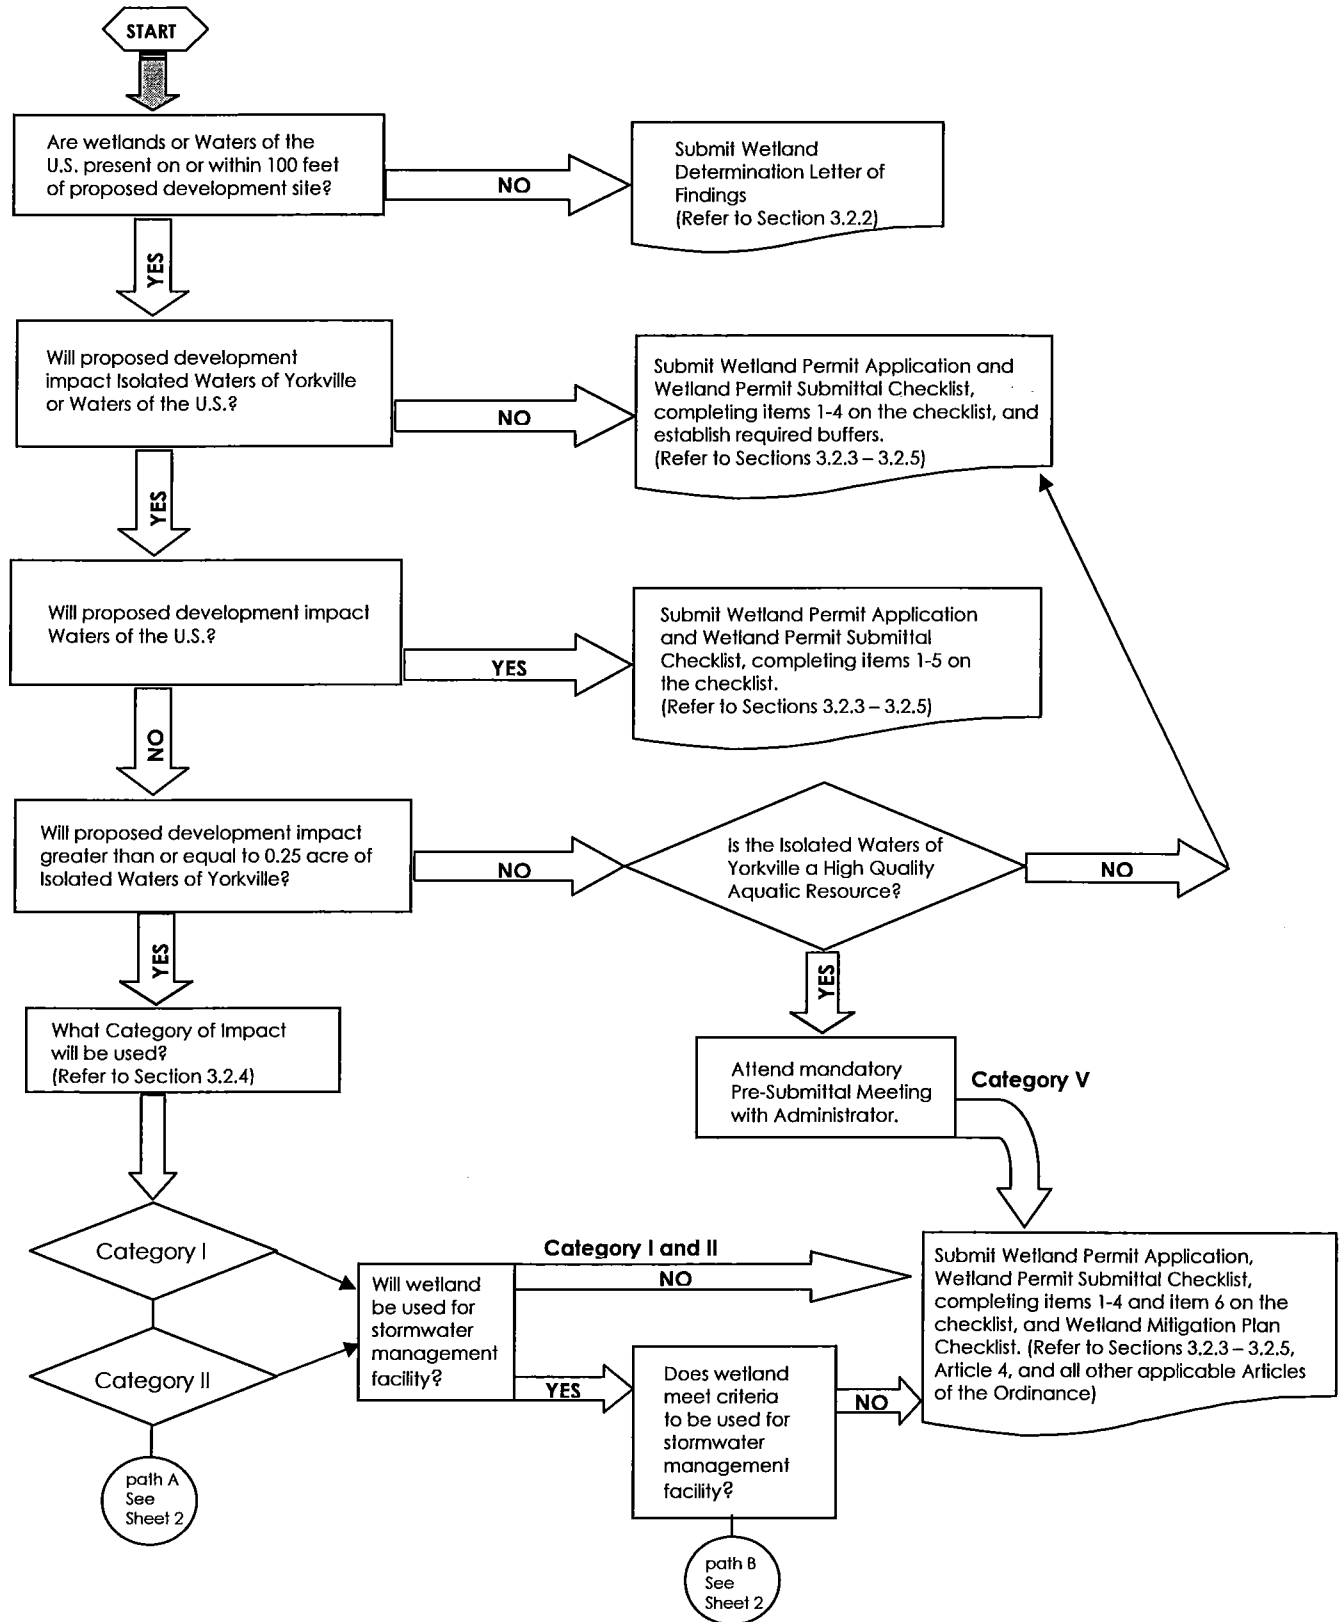 START
Are wetlands or Waters of the
U.S. present on or within 100 feet
of proposed development site?
NO
Submit Wetland
Determination Letter of
Findings
(Refer to Section 3.2.2)
YES
Will proposed development
impact Isolated Waters of Yorkville
or Waters of the U.S.?
NO
Submit Wetland Permit Application and
Wetland Permit Submittal Checklist,
completing items 1-4 on the checklist, and
establish required buffers.
(Refer to Sections 3.2.3 – 3.2.5)
YES
Will proposed development impact
Waters of the U.S.?
YES
Submit Wetland Permit Application
and Wetland Permit Submittal
Checklist, completing items 1-5 on
the checklist.
(Refer to Sections 3.2.3 – 3.2.5)
NO
Will proposed development impact
greater than or equal to 0.25 acre of
Isolated Waters of Yorkville?
NO
Is the Isolated Waters of
Yorkville a High Quality
Aquatic Resource?
NO
YES
YES
What Category of Impact
will be used?
(Refer to Section 3.2.4)
Attend mandatory
Pre-Submittal Meeting
with Administrator.
Category V
Category I
Category II
path A
See
Sheet 2
Will wetland
be used for
stormwater
management
facility?
Category I and II
NO
YES
Does wetland
meet criteria
to be used for
stormwater
management
facility?
NO
Submit Wetland Permit Application,
Wetland Permit Submittal Checklist,
completing items 1-4 and item 6 on the
checklist, and Wetland Mitigation Plan
Checklist. (Refer to Sections 3.2.3 – 3.2.5,
Article 4, and all other applicable Articles
of the Ordinance)
path B
See
Sheet 2